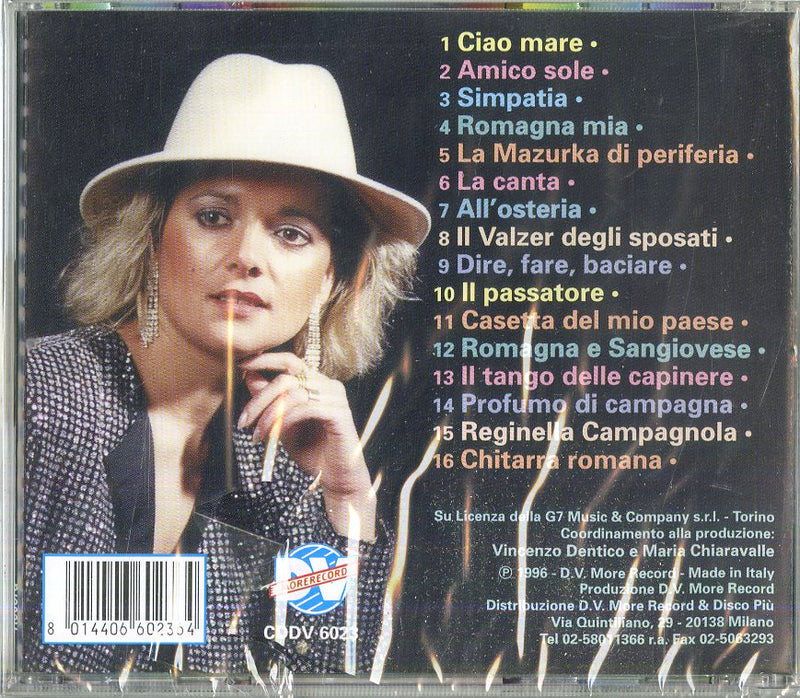 1 Ciao mare •
2 Amico sole •
3 Simpatia •
4 Romagna mia •
5 La Mazurka di periferia •
6 La canta •
7 All'osteria •
8 Il Valzer degli sposati •
9 Dire, fare, baciare •
10 Il passatore •
11 Casetta del mio paese •
12 Romagna e Sangiovese •
13 Il tango delle capinere •
14 Profumo di campagna •
15 Reginella Campagnola •
16 Chitarra romana •
Su Licenza della G7 Music & Company s.r.l. - Torino
Coordinamento alla produzione:
Vincenzo Dentico e Maria Chiaravalle
℗ 1996 - D.V. More Record - Made in Italy
Produzione D.V. More Record
Distribuzione D.V. More Record & Disco Più
Via Quintiliano, 29 - 20138 Milano
Tel 02-58011366 r.a. Fax 02-5063293
DV
MORERECORD
CDDV 6023
8 014406 602354